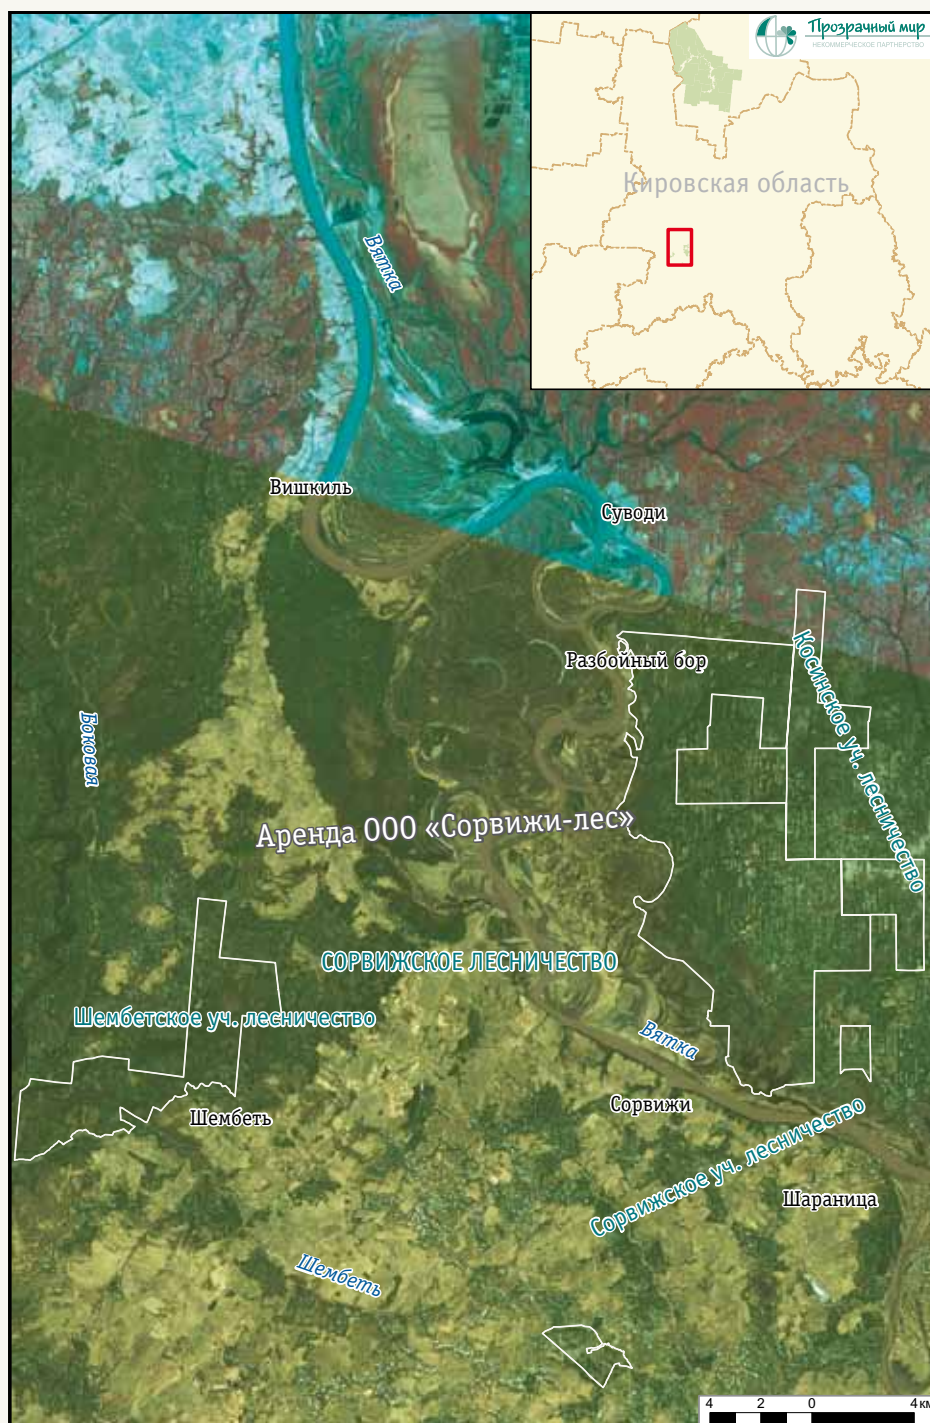 Прозрачный мир
НЕКОММЕРЧЕСКОЕ ПАРТНЕРСТВО
Кировская область
Вятка
Вишкиль
Суводи
Разбойный бор
Косинское уч. лесничество
Боковая
Аренда ООО «Сорвижи-лес»
СОРВИЖСКОЕ ЛЕСНИЧЕСТВО
Шембетское уч. лесничество
Вятка
Шембеть
Сорвижи
Сорвижское уч. лесничество
Шараница
Шембеть
4 2 0 4 км